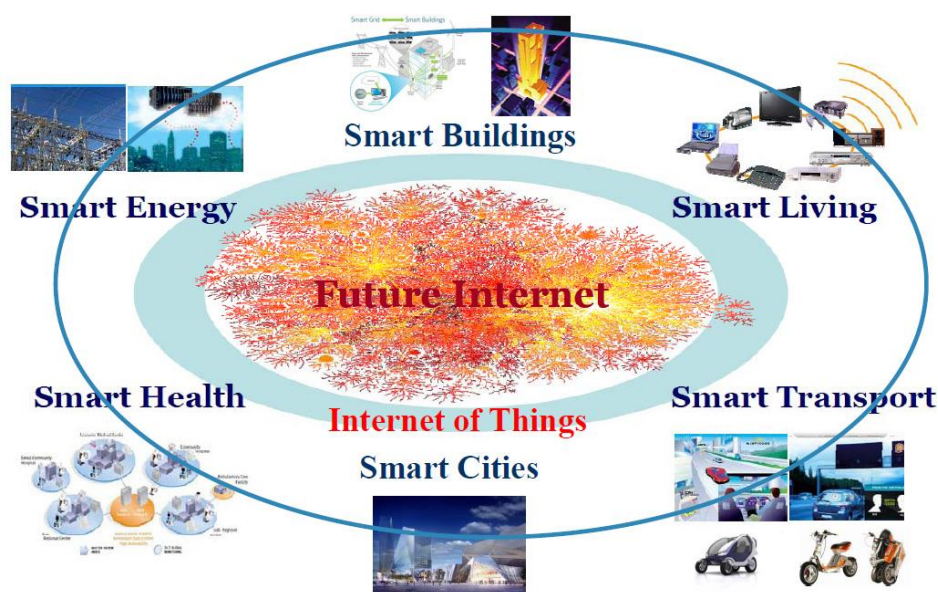 Smart Grid Smart Buildings
Smart Buildings
Smart Energy
Smart Living
Future Internet
Smart Health
Smart Transport
Internet of Things
Smart Cities